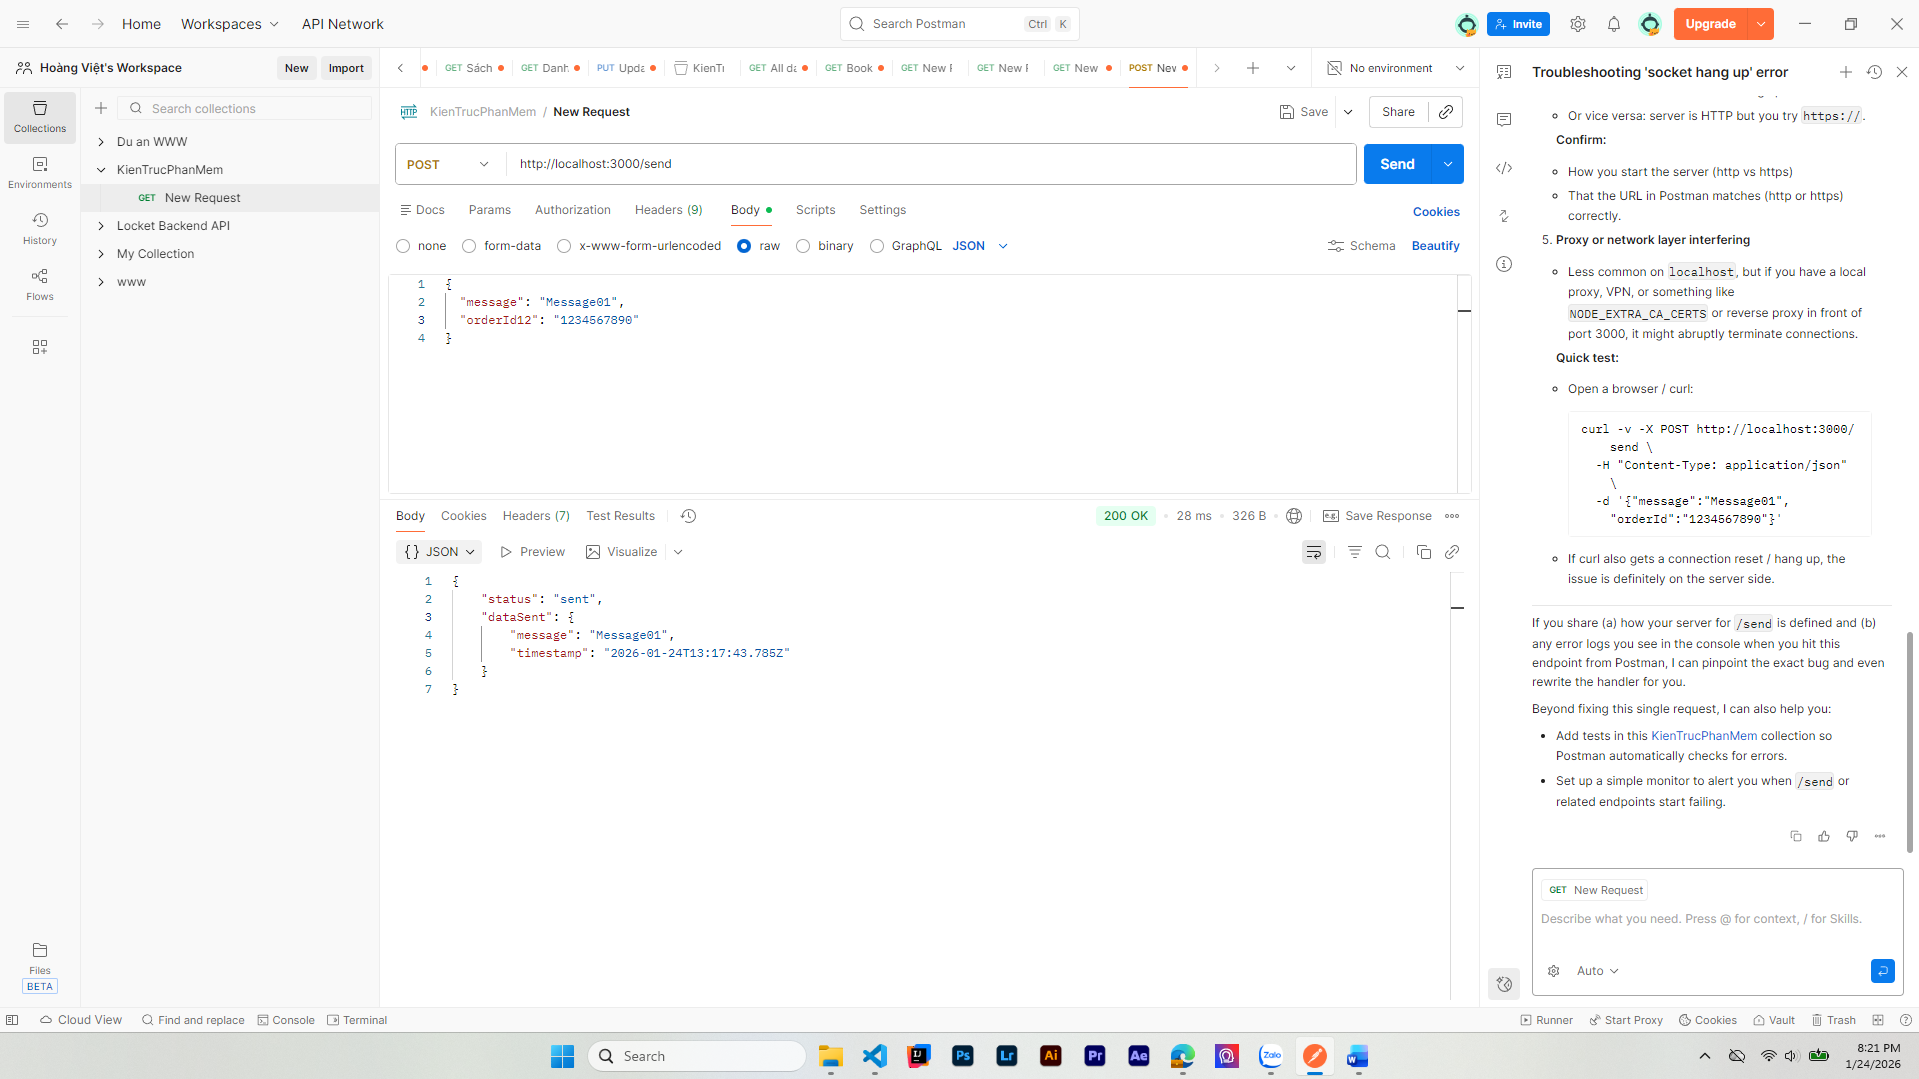 Home
Workspaces
API Network
Search Postman
Ctrl K
Invite
Upgrade
Hoàng Việt's Workspace
New
Import
GET Sách
GET Danh
PUT Upda
KienTr
GET All da
GET Book
GET New F
GET New F
GET New
POST New
No environment
Collections
Environments
History
Flows
Files
BETA
Search collections
Du an WWW
KienTrucPhanMem
GET New Request
Locket Backend API
My Collection
www
HTTP KienTrucPhanMem / New Request
Save
Share
POST
http://localhost:3000/send
Send
Docs
Params
Authorization
Headers (9)
Body
Scripts
Settings
Cookies
none
form-data
x-www-form-urlencoded
raw
binary
GraphQL
JSON
Schema
Beautify
1 {
2 "message": "Message01",
3 "orderId12": "1234567890"
4 }
Body
Cookies
Headers (7)
Test Results
200 OK
28 ms
326 B
e.g. Save Response
{} JSON
Preview
Visualize
1 {
2 "status": "sent",
3 "dataSent": {
4 "message": "Message01",
5 "timestamp": "2026-01-24T13:17:43.785Z"
6 }
7 }
Troubleshooting 'socket hang up' error
Or vice versa: server is HTTP but you try https://.
Confirm:
How you start the server (http vs https)
That the URL in Postman matches (http or https)
correctly.
5. Proxy or network layer interfering
Less common on localhost, but if you have a local
proxy, VPN, or something like
NODE_EXTRA_CA_CERTS or reverse proxy in front of
port 3000, it might abruptly terminate connections.
Quick test:
Open a browser / curl:
curl -v -X POST http://localhost:3000/
send \
-H "Content-Type: application/json"
\
-d '{"message":"Message01",
"orderId":"1234567890"}'
If curl also gets a connection reset / hang up, the
issue is definitely on the server side.
If you share (a) how your server for /send is defined and (b)
any error logs you see in the console when you hit this
endpoint from Postman, I can pinpoint the exact bug and even
rewrite the handler for you.
Beyond fixing this single request, I can also help you:
Add tests in this KienTrucPhanMem collection so
Postman automatically checks for errors.
Set up a simple monitor to alert you when /send or
related endpoints start failing.
GET New Request
Describe what you need. Press @ for context, / for Skills.
Auto
Cloud View
Find and replace
Console
Terminal
Runner
Start Proxy
Cookies
Vault
Trash
Search
Ps
Lr
Ai
Pr
Ae
Zalo
8:21 PM
1/24/2026